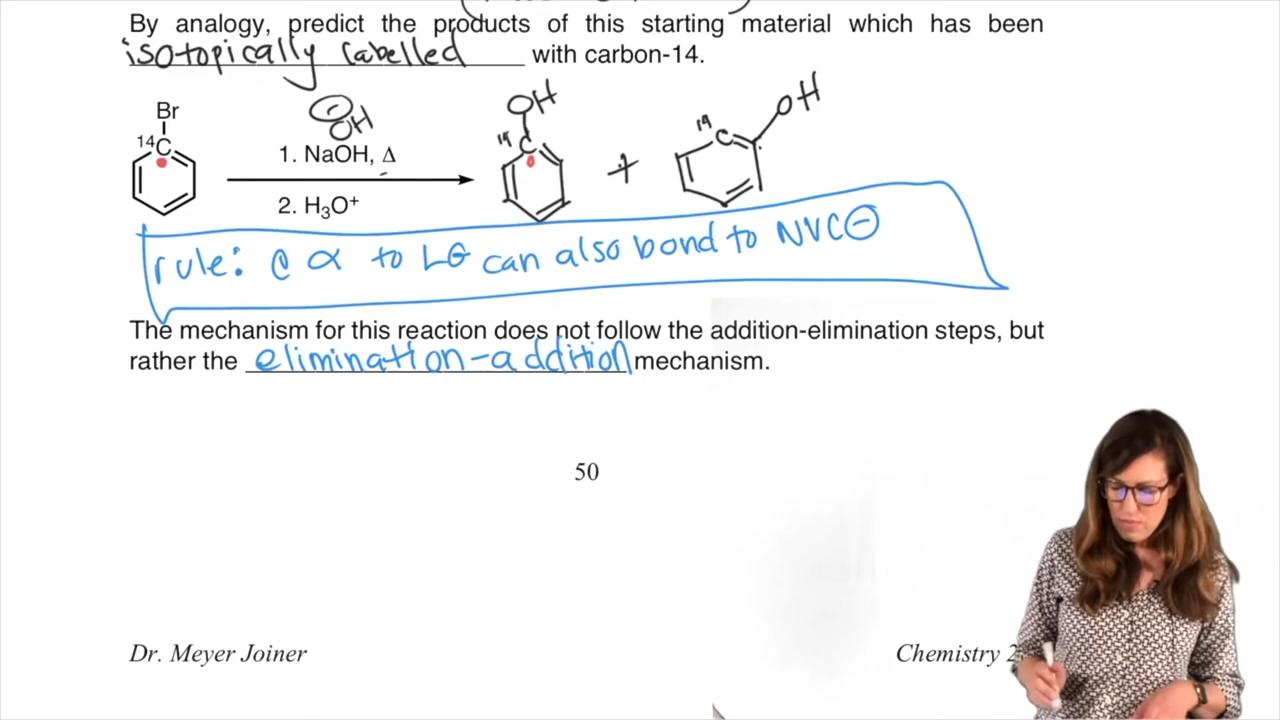 By analogy, predict the products of this starting material which has been
isotopically labelled with carbon-14.
Br
14C
⊖OH
1. NaOH, Δ
2. H3O+
OH
14C
+
14C
OH
rule: @ α to LG can also bond to NVC⊖
The mechanism for this reaction does not follow the addition-elimination steps, but
rather the elimination-addition mechanism.
50
Dr. Meyer Joiner
Chemistry 2